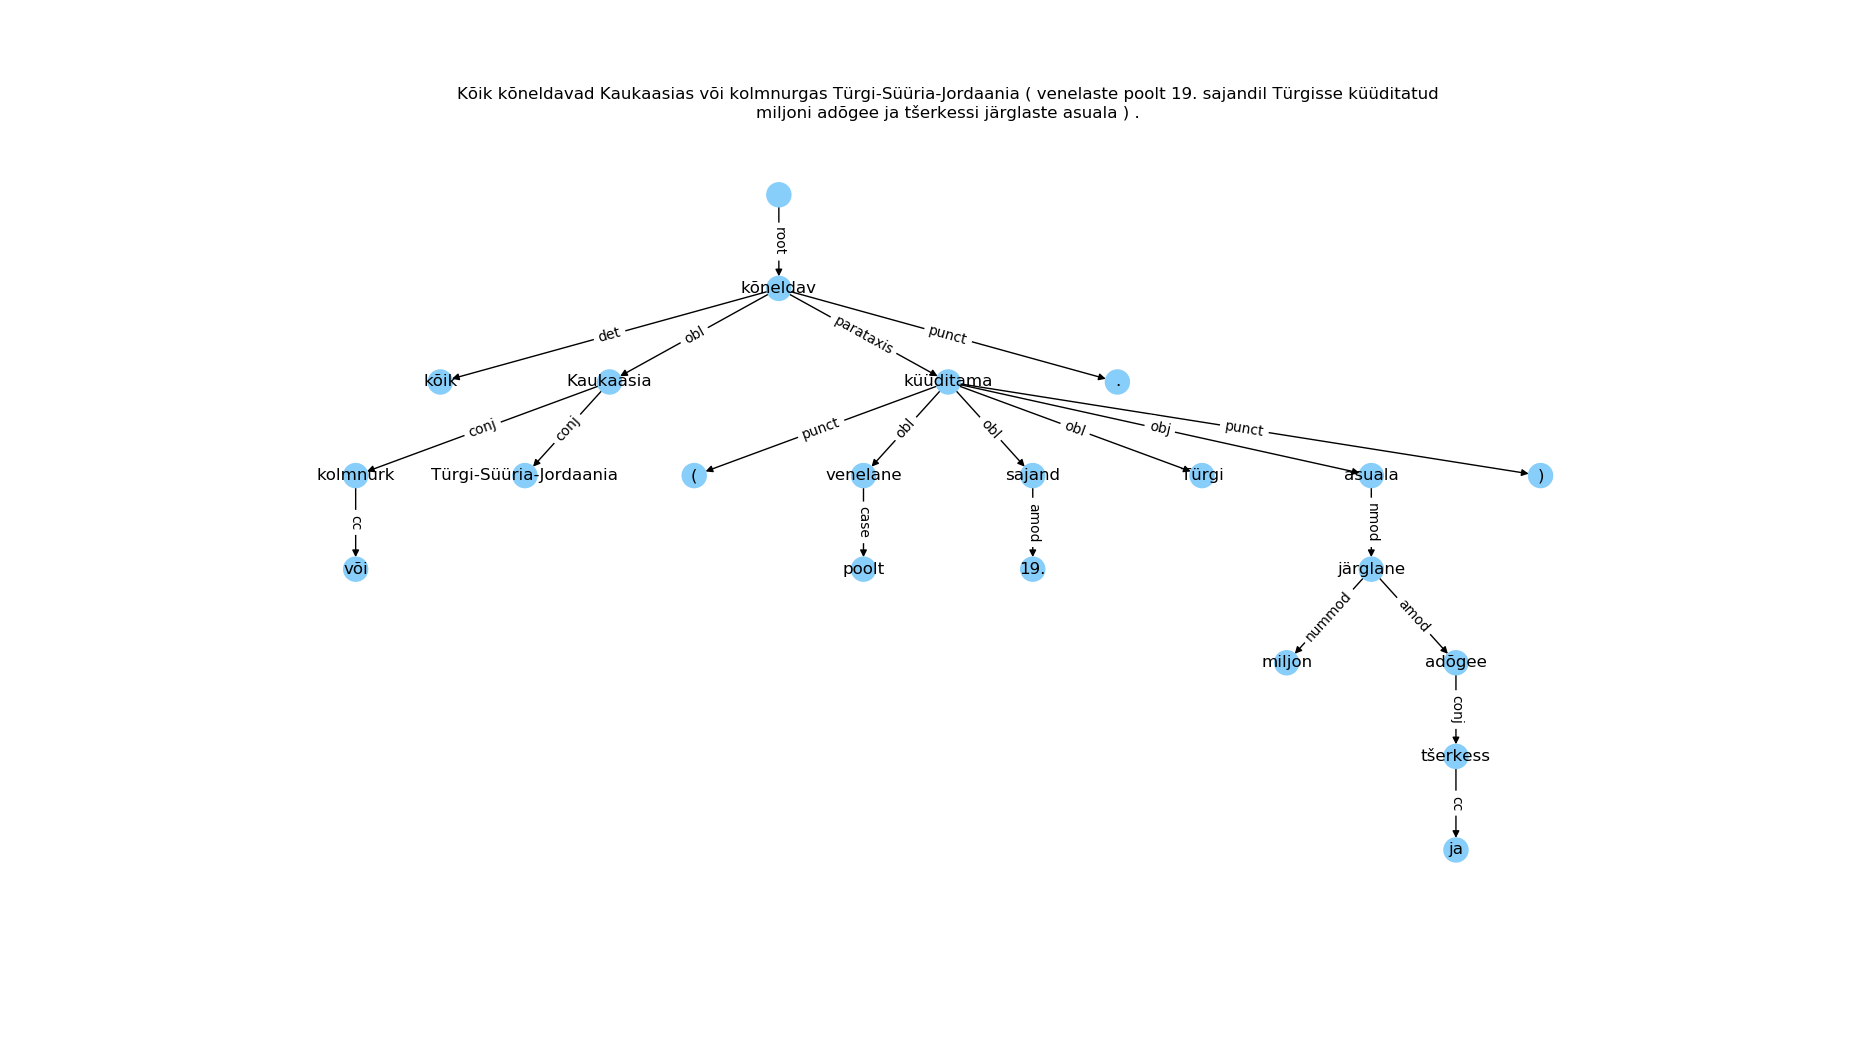 Kõik kõneldavad Kaukaasias või kolmnurgas Türgi-Süüria-Jordaania ( venelaste poolt 19. sajandil Türgisse küüditatud
miljoni adõgee ja tšerkessi järglaste asuala ) .
root
kõneldav
det obl parataxis punct
kõik Kaukaasia küüditama .
conj conj punct obl obl obl obj punct
kolmnurk Türgi-Süüria-Jordaania ( venelane sajand Türgi asuala )
cc case amod nmod
või poolt 19. järglane
nummod amod
miljon adõgee
conj
tšerkess
cc
ja